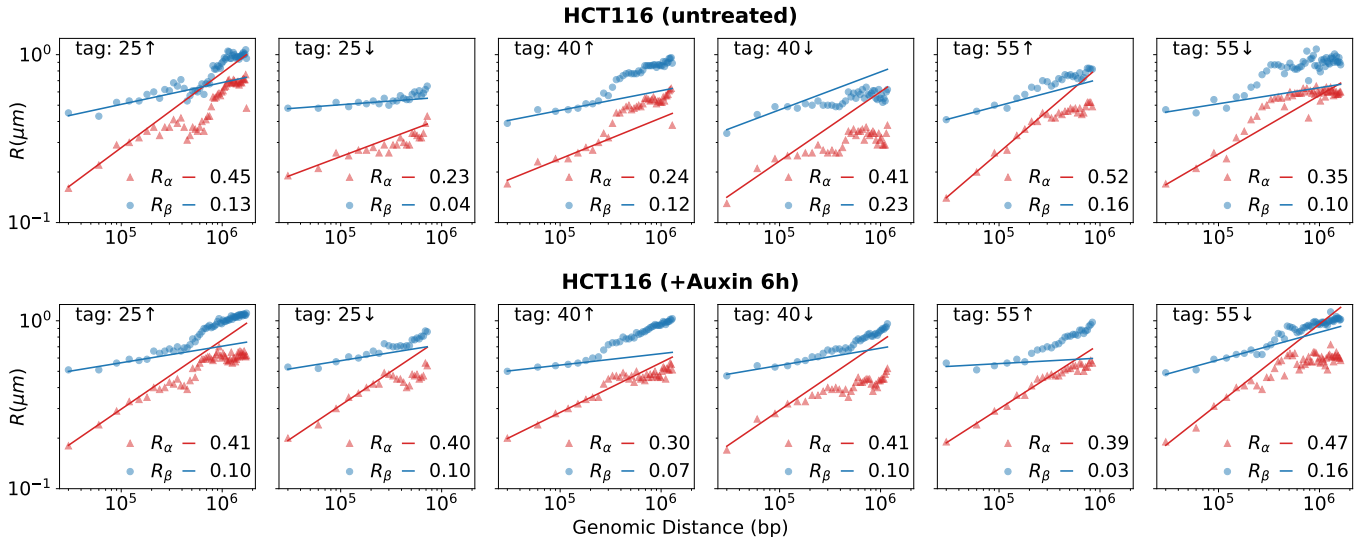 HCT116 (untreated)
tag: 25↑ tag: 25↓ tag: 40↑ tag: 40↓ tag: 55↑ tag: 55↓
10⁰
R(μm)
Rα — 0.45 Rα — 0.23 Rα — 0.24 Rα — 0.41 Rα — 0.52 Rα — 0.35
Rβ — 0.13 Rβ — 0.04 Rβ — 0.12 Rβ — 0.23 Rβ — 0.16 Rβ — 0.10
10⁻¹
10⁵ 10⁶ 10⁵ 10⁶ 10⁵ 10⁶ 10⁵ 10⁶ 10⁵ 10⁶ 10⁵ 10⁶
HCT116 (+Auxin 6h)
tag: 25↑ tag: 25↓ tag: 40↑ tag: 40↓ tag: 55↑ tag: 55↓
10⁰
R(μm)
Rα — 0.41 Rα — 0.40 Rα — 0.30 Rα — 0.41 Rα — 0.39 Rα — 0.47
Rβ — 0.10 Rβ — 0.10 Rβ — 0.07 Rβ — 0.10 Rβ — 0.03 Rβ — 0.16
10⁻¹
10⁵ 10⁶ 10⁵ 10⁶ 10⁵ 10⁶ 10⁵ 10⁶ 10⁵ 10⁶ 10⁵ 10⁶
Genomic Distance (bp)